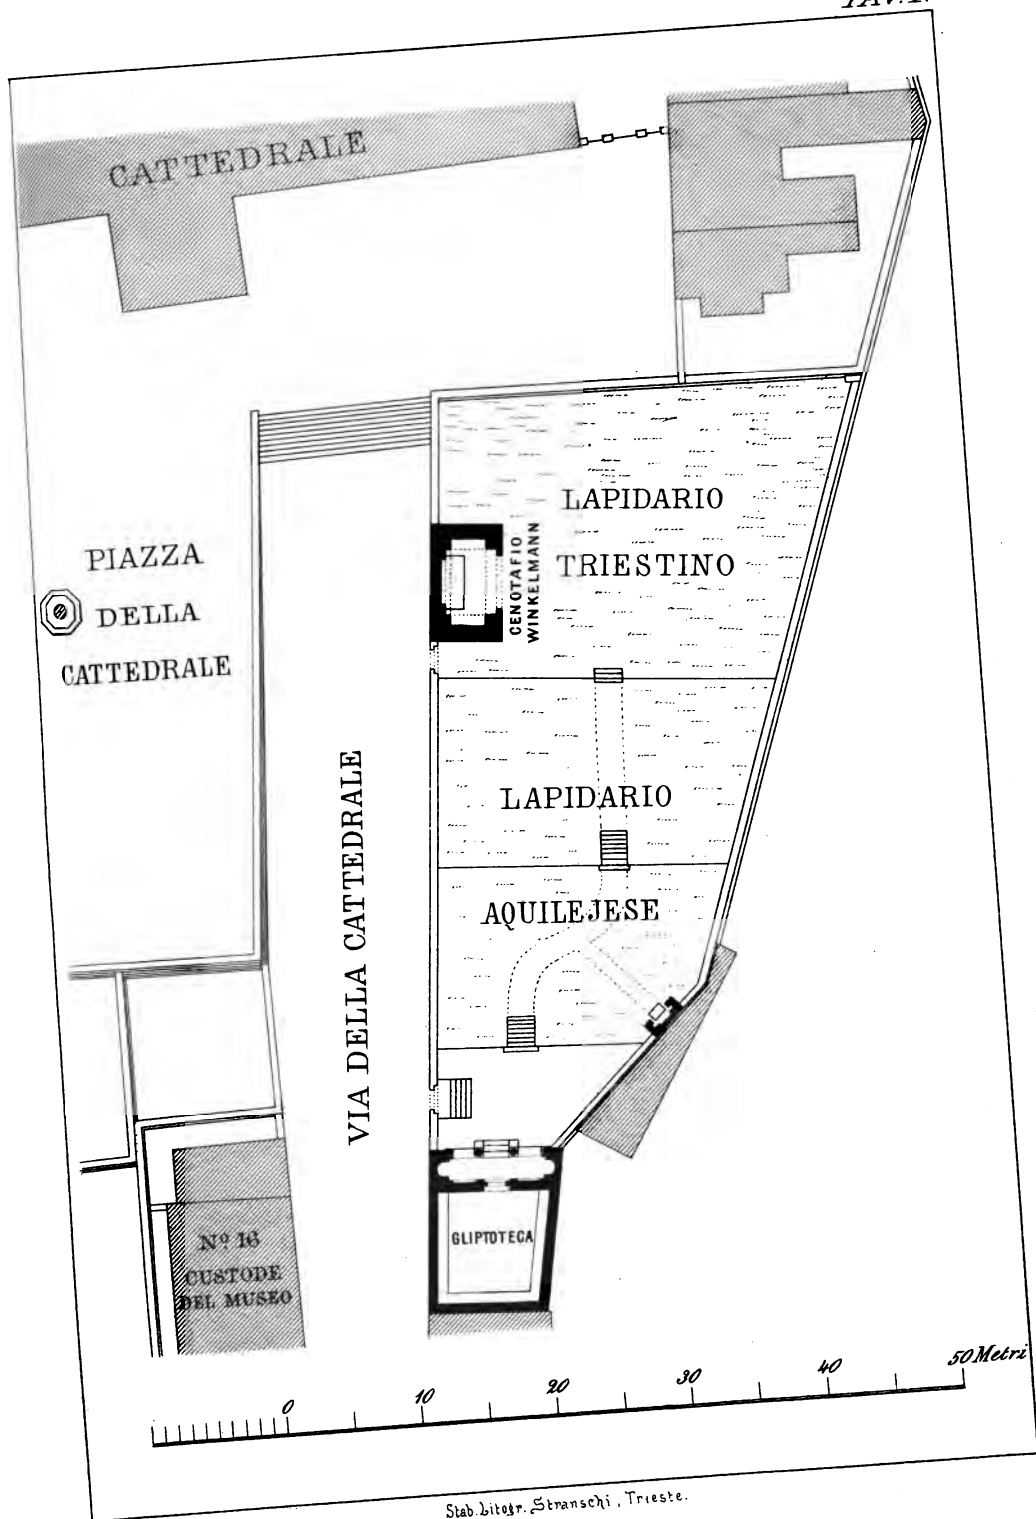 TAV. I.
CATTEDRALE
LAPIDARIO
TRIESTINO
CENOTAFIO
WINKELMANN
PIAZZA
DELLA
CATTEDRALE
VIA DELLA CATTEDRALE
LAPIDARIO
AQUILEJESE
GLIPTOTECA
Nº 16
CUSTODE
DEL MUSEO
0 10 20 30 40 50 Metri
Stab. Litogr. Stranschi, Trieste.